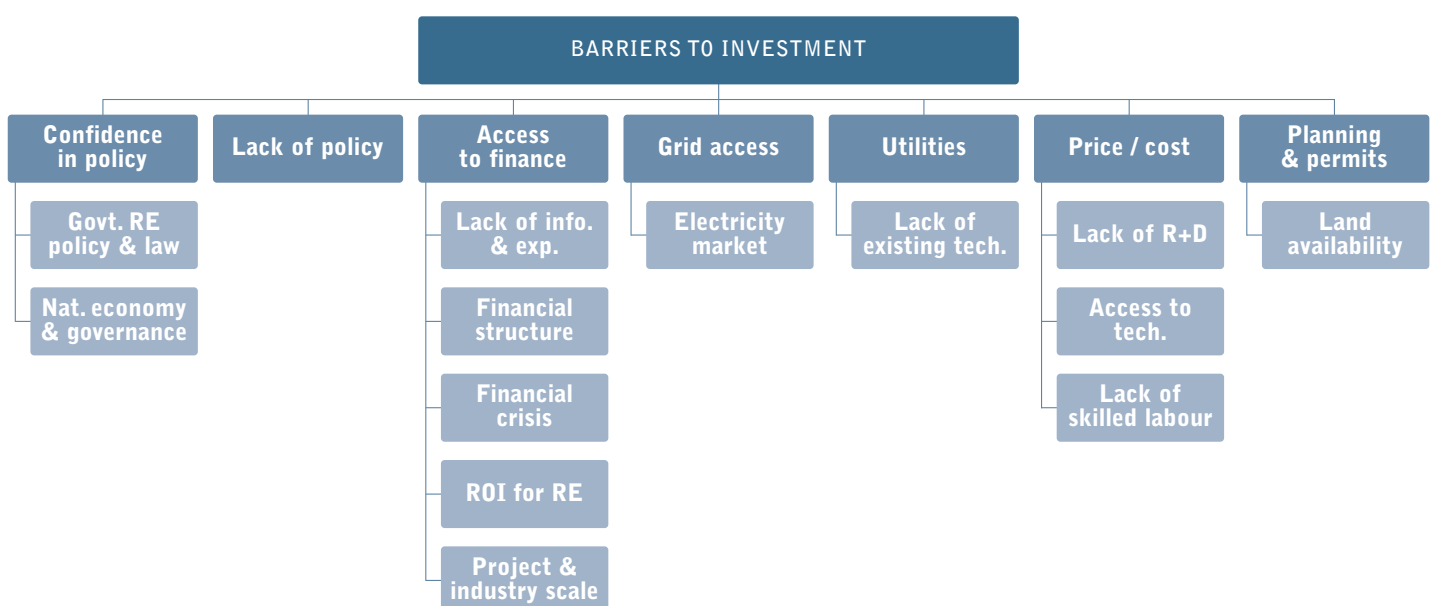 BARRIERS TO INVESTMENT
Confidence
in policy
Govt. RE
policy & law
Nat. economy
& governance
Lack of policy
Access
to finance
Lack of info.
& exp.
Financial
structure
Financial
crisis
ROI for RE
Project &
industry scale
Grid access
Electricity
market
Utilities
Lack of
existing tech.
Price / cost
Lack of R+D
Access to
tech.
Lack of
skilled labour
Planning
& permits
Land
availability